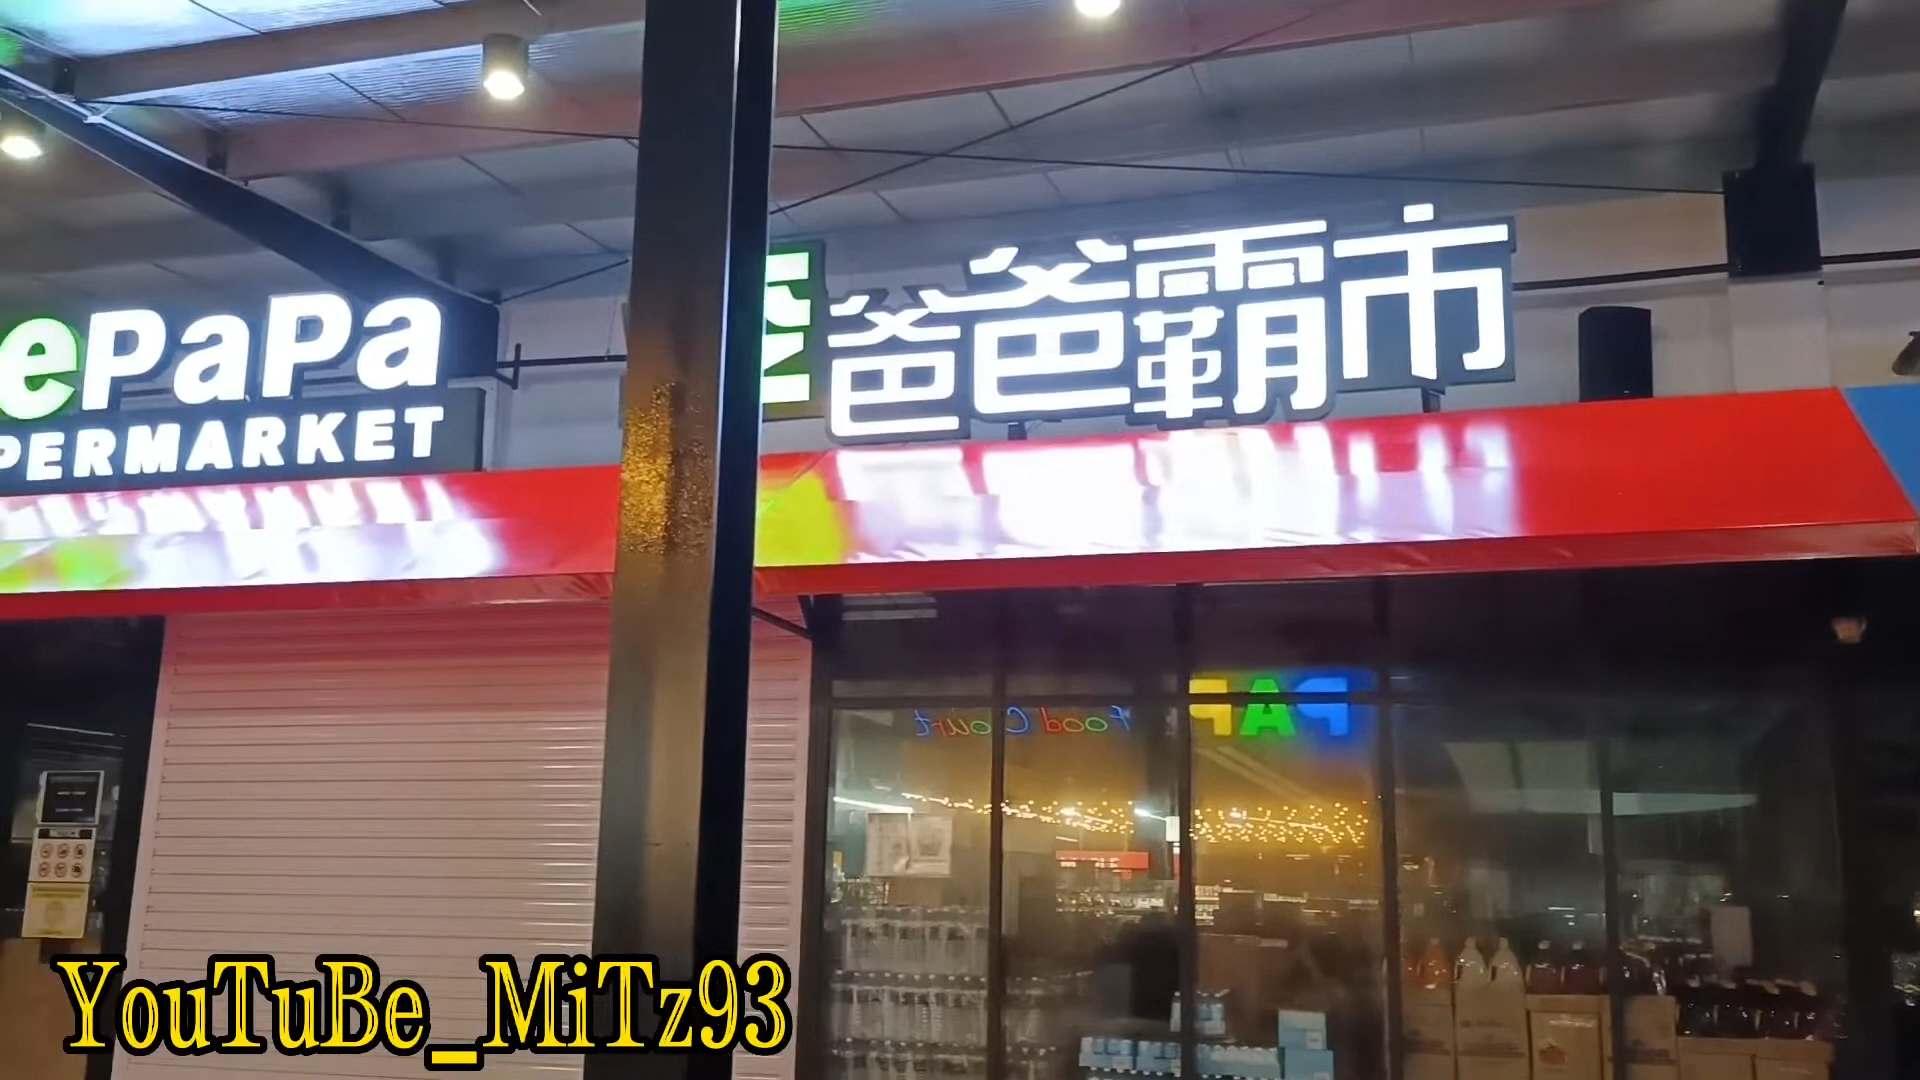 ePaPa
PERMARKET
爸爸霸市
Food Court
PAP
YouTuBe_MiTz93